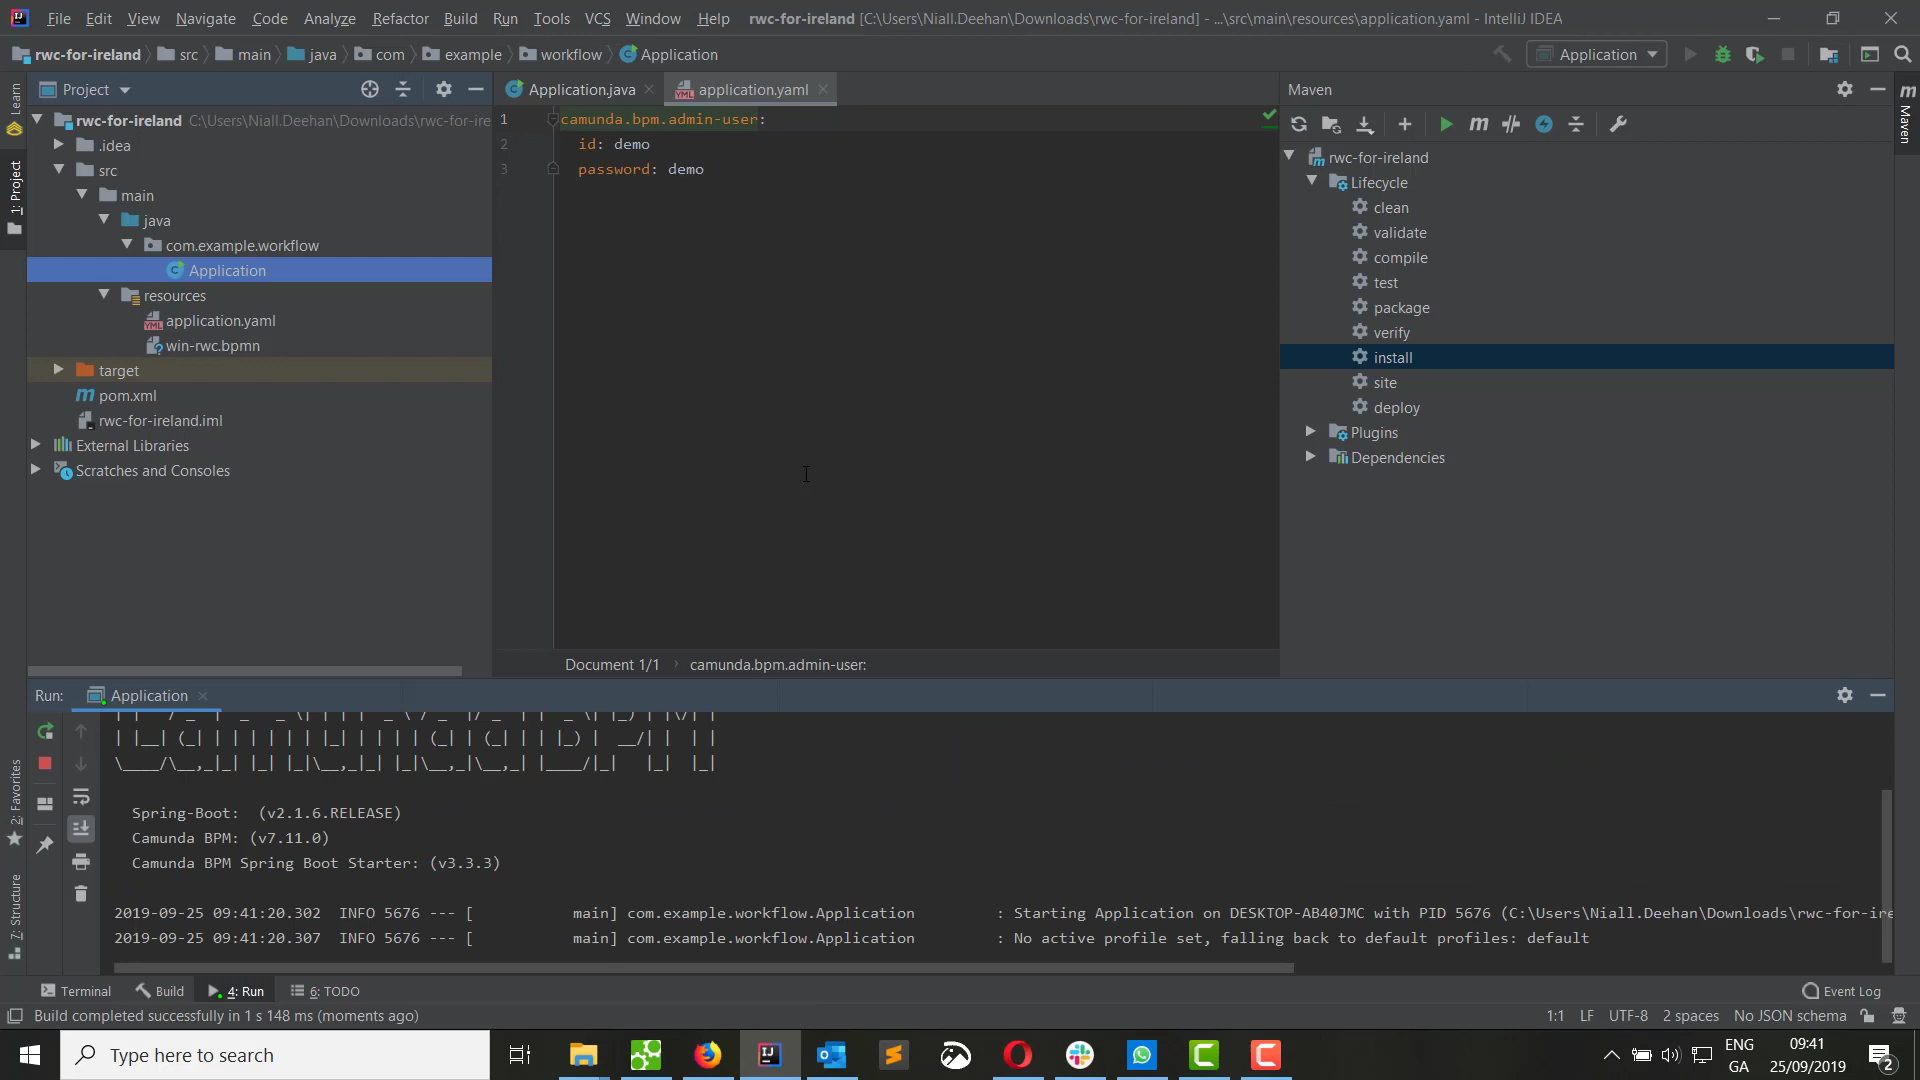 File Edit View Navigate Code Analyze Refactor Build Run Tools VCS Window Help rwc-for-ireland [C:\Users\Niall.Deehan\Downloads\rwc-for-ireland] - ...\src\main\resources\application.yaml - IntelliJ IDEA
rwc-for-ireland src main java com example workflow Application Application
Learn
1: Project
2: Favorites
7: Structure
Project
rwc-for-ireland C:\Users\Niall.Deehan\Downloads\rwc-for-ire
.idea
src
main
java
com.example.workflow
Application
resources
application.yaml
win-rwc.bpmn
target
pom.xml
rwc-for-ireland.iml
External Libraries
Scratches and Consoles
Application.java application.yaml
1 camunda.bpm.admin-user:
2 id: demo
3 password: demo
Document 1/1 camunda.bpm.admin-user:
Maven
Maven
rwc-for-ireland
Lifecycle
clean
validate
compile
test
package
verify
install
site
deploy
Plugins
Dependencies
Run: Application
Spring-Boot: (v2.1.6.RELEASE)
Camunda BPM: (v7.11.0)
Camunda BPM Spring Boot Starter: (v3.3.3)
2019-09-25 09:41:20.302 INFO 5676 --- [ main] com.example.workflow.Application : Starting Application on DESKTOP-AB40JMC with PID 5676 (C:\Users\Niall.Deehan\Downloads\rwc-for-ire
2019-09-25 09:41:20.307 INFO 5676 --- [ main] com.example.workflow.Application : No active profile set, falling back to default profiles: default
Terminal Build 4: Run 6: TODO Event Log
Build completed successfully in 1 s 148 ms (moments ago) 1:1 LF UTF-8 2 spaces No JSON schema
Type here to search
ENG
GA
09:41
25/09/2019
2